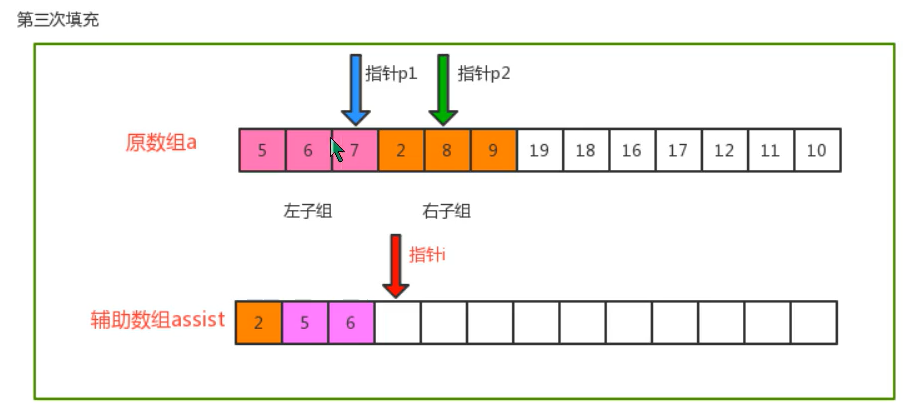 第三次填充
指针p1 指针p2
原数组a 5 6 7 2 8 9 19 18 16 17 12 11 10
左子组 右子组
指针i
辅助数组assist 2 5 6